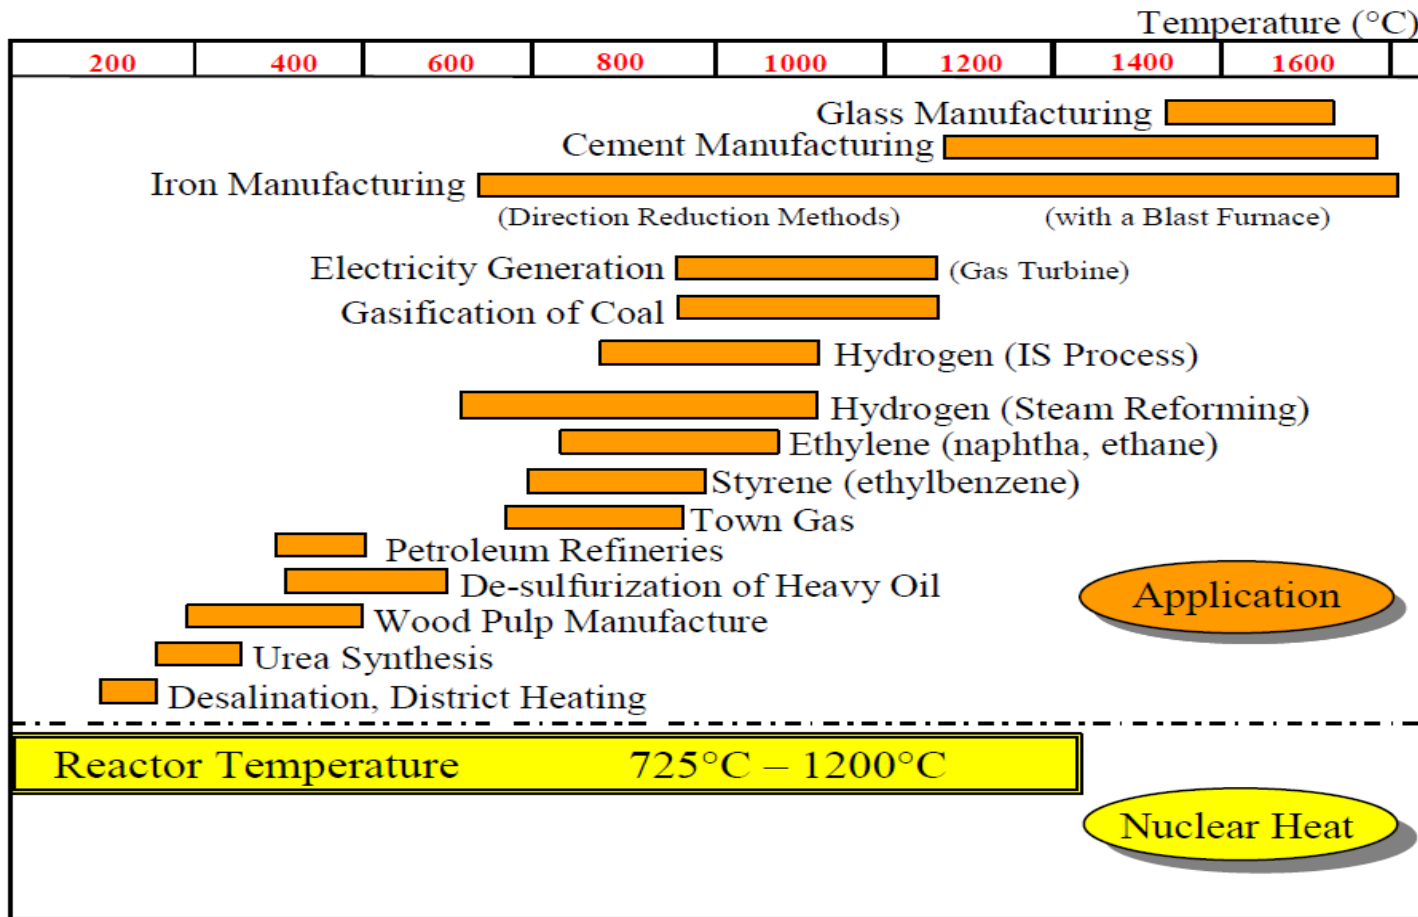 Temperature (°C)
200 400 600 800 1000 1200 1400 1600
Glass Manufacturing
Cement Manufacturing
Iron Manufacturing
(Direction Reduction Methods) (with a Blast Furnace)
Electricity Generation (Gas Turbine)
Gasification of Coal
Hydrogen (IS Process)
Hydrogen (Steam Reforming)
Ethylene (naphtha, ethane)
Styrene (ethylbenzene)
Town Gas
Petroleum Refineries
De-sulfurization of Heavy Oil
Application
Wood Pulp Manufacture
Urea Synthesis
Desalination, District Heating
Reactor Temperature 725°C – 1200°C
Nuclear Heat